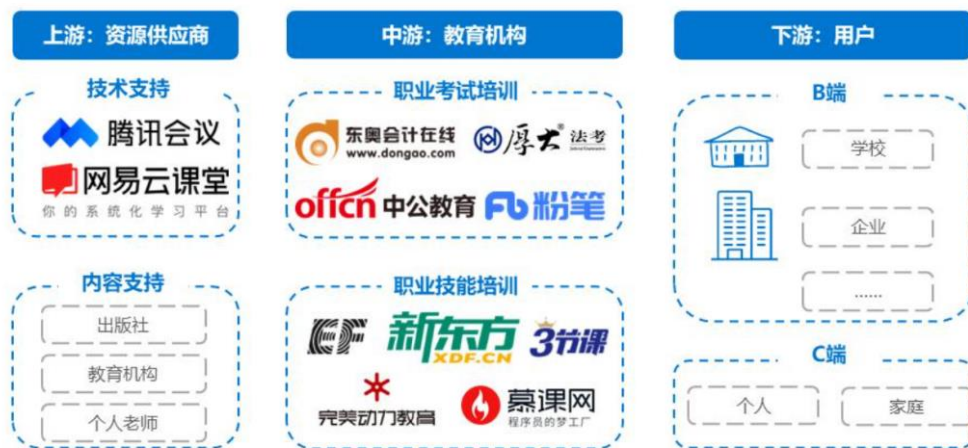 上游：资源供应商
技术支持
腾讯会议
网易云课堂
你的系统化学习平台
内容支持
出版社
教育机构
个人老师
中游：教育机构
职业考试培训
东奥会计在线
www.dongao.com
厚大® 法考
offcn 中公教育
Fb 粉笔
职业技能培训
EF
新东方
XDF.CN
3节课
完美动力教育
慕课网
程序员的梦工厂
下游：用户
B端
学校
企业
......
C端
个人
家庭